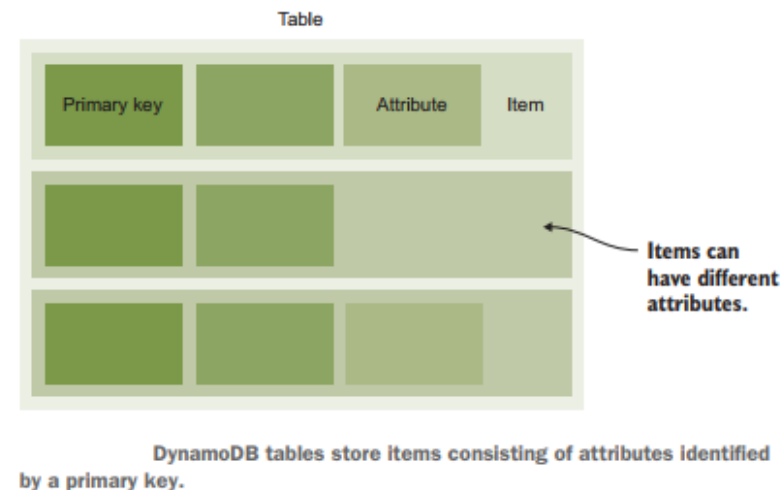 Table
Primary key Attribute Item
Items can
have different
attributes.
DynamoDB tables store items consisting of attributes identified
by a primary key.